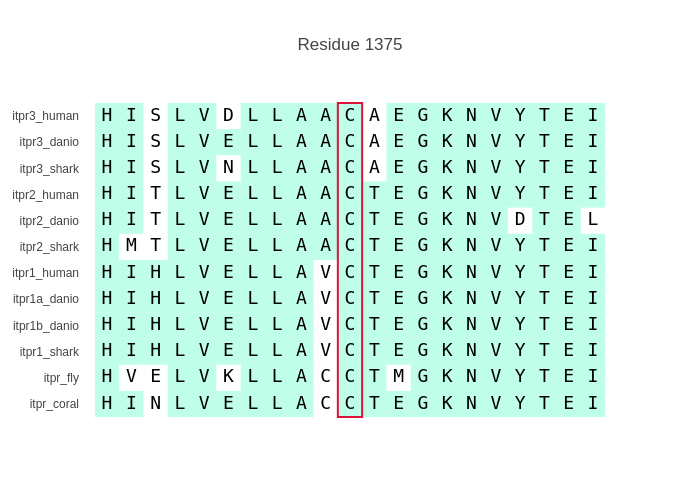 Residue 1375
itpr3_human H I S L V D L L A A C A E G K N V Y T E I
itpr3_danio H I S L V E L L A A C A E G K N V Y T E I
itpr3_shark H I S L V N L L A A C A E G K N V Y T E I
itpr2_human H I T L V E L L A A C T E G K N V Y T E I
itpr2_danio H I T L V E L L A A C T E G K N V D T E L
itpr2_shark H M T L V E L L A A C T E G K N V Y T E I
itpr1_human H I H L V E L L A V C T E G K N V Y T E I
itpr1a_danio H I H L V E L L A V C T E G K N V Y T E I
itpr1b_danio H I H L V E L L A V C T E G K N V Y T E I
itpr1_shark H I H L V E L L A V C T E G K N V Y T E I
itpr_fly H V E L V K L L A C C T M G K N V Y T E I
itpr_coral H I N L V E L L A C C T E G K N V Y T E I